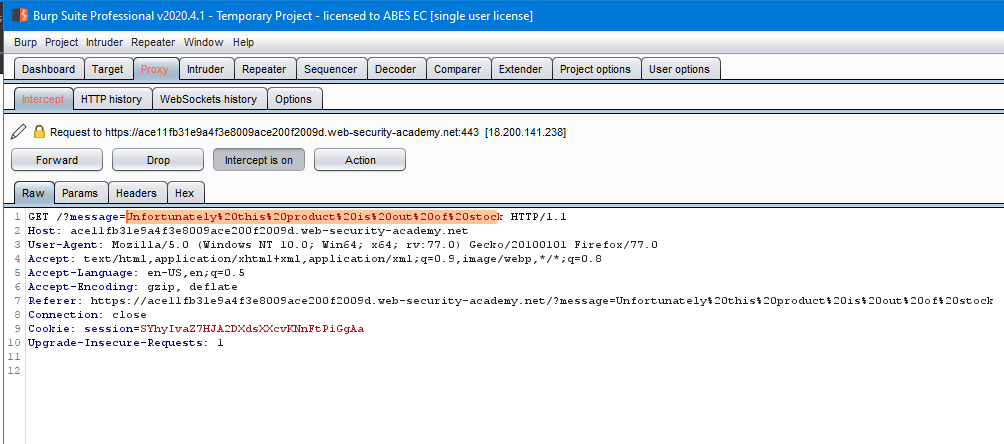 Burp Suite Professional v2020.4.1 - Temporary Project - licensed to ABES EC [single user license]
Burp Project Intruder Repeater Window Help
Dashboard Target Proxy Intruder Repeater Sequencer Decoder Comparer Extender Project options User options
Intercept HTTP history WebSockets history Options
Request to https://ace11fb31e9a4f3e8009ace200f2009d.web-security-academy.net:443 [18.200.141.238]
Forward Drop Intercept is on Action
Raw Params Headers Hex
1 GET /?message=Unfortunately%20this%20product%20is%20out%20of%20stock HTTP/1.1
2 Host: ace11fb31e9a4f3e8009ace200f2009d.web-security-academy.net
3 User-Agent: Mozilla/5.0 (Windows NT 10.0; Win64; x64; rv:77.0) Gecko/20100101 Firefox/77.0
4 Accept: text/html,application/xhtml+xml,application/xml;q=0.9,image/webp,*/*;q=0.8
5 Accept-Language: en-US,en;q=0.5
6 Accept-Encoding: gzip, deflate
7 Referer: https://ace11fb31e9a4f3e8009ace200f2009d.web-security-academy.net/?message=Unfortunately%20this%20product%20is%20out%20of%20stock
8 Connection: close
9 Cookie: session=SYhyIvaZ7HJA2DXdsXXcvKNnFtPiGgAa
10 Upgrade-Insecure-Requests: 1
11
12